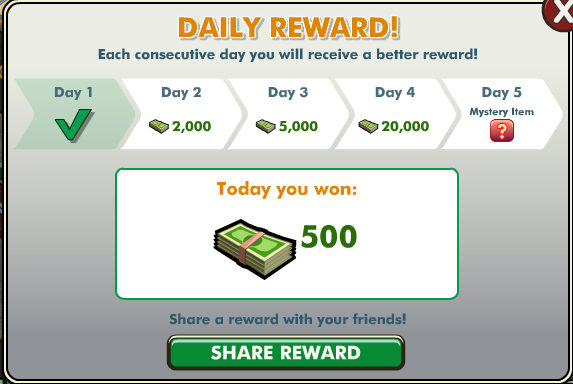 DAILY REWARD!
Each consecutive day you will receive a better reward!
Day 1 Day 2 Day 3 Day 4 Day 5
Mystery Item
2,000 5,000 20,000 ?
Today you won:
500
Share a reward with your friends!
SHARE REWARD
X